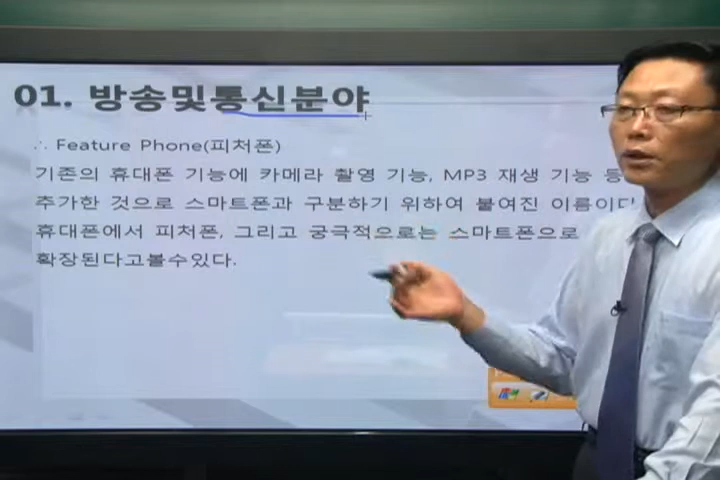 01. 방송및통신분야
∴ Feature Phone(피처폰)
기존의 휴대폰 기능에 카메라 촬영 기능, MP3 재생 기능 등
추가한 것으로 스마트폰과 구분하기 위하여 붙여진 이름이다
휴대폰에서 피처폰, 그리고 궁극적으로는 스마트폰으로
확장된다고볼수있다.